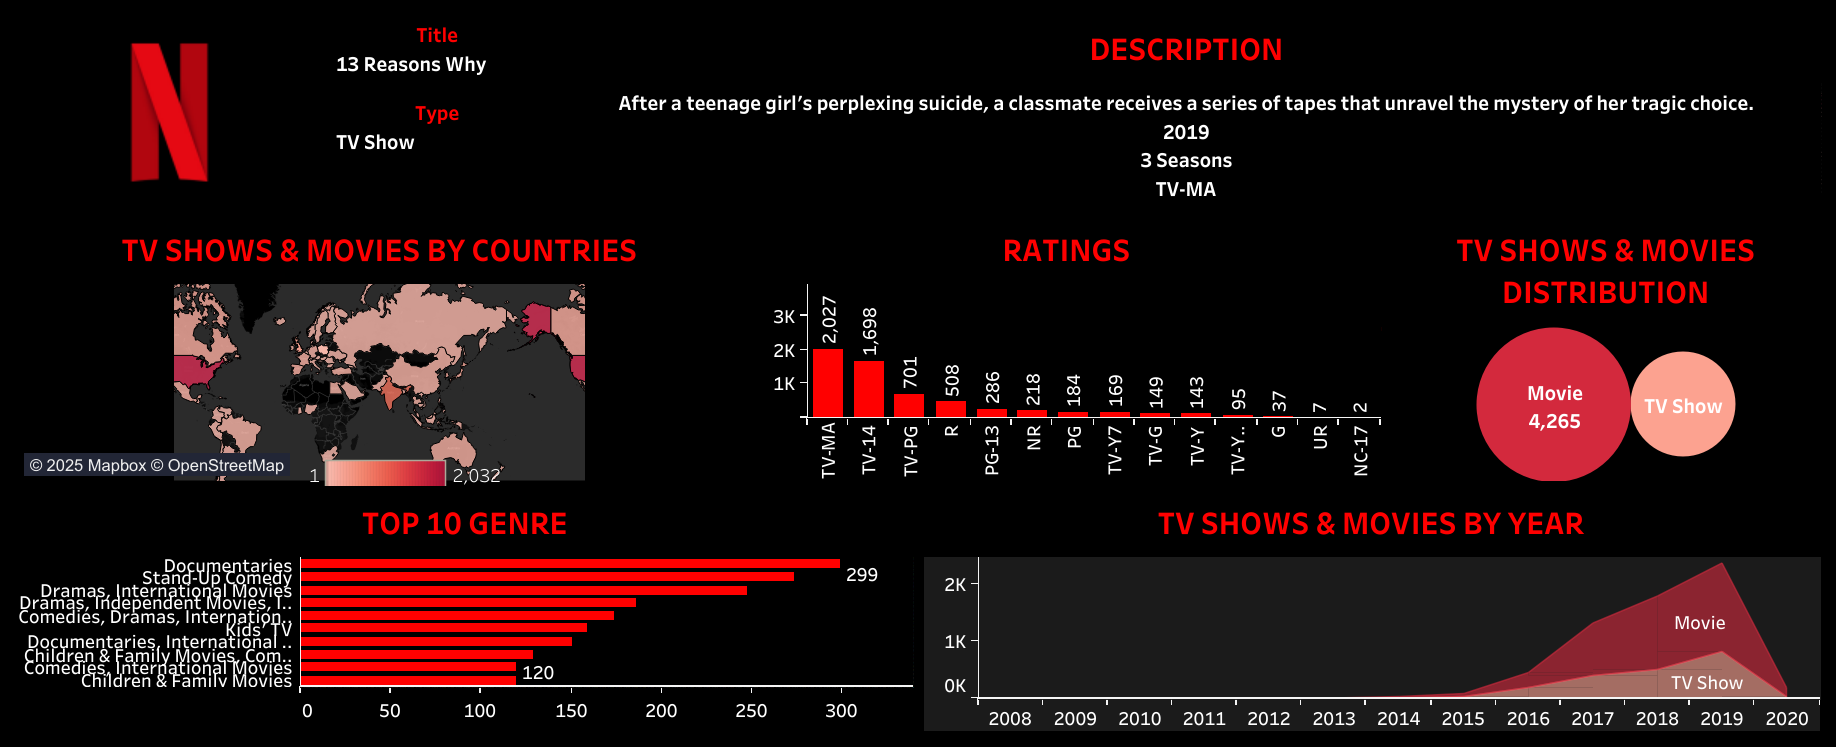 Title
13 Reasons Why
Type
TV Show
DESCRIPTION
After a teenage girl’s perplexing suicide, a classmate receives a series of tapes that unravel the mystery of her tragic choice.
2019
3 Seasons
TV-MA
TV SHOWS & MOVIES BY COUNTRIES
© 2025 Mapbox © OpenStreetMap
1
2,032
RATINGS
3K
2K
1K
2,027
1,698
701
508
286
218
184
169
149
143
95
37
7
2
TV-MA
TV-14
TV-PG
R
PG-13
NR
PG
TV-Y7
TV-G
TV-Y
TV-Y..
G
UR
NC-17
TV SHOWS & MOVIES
DISTRIBUTION
Movie
4,265
TV Show
TOP 10 GENRE
Documentaries
Stand-Up Comedy
Dramas, International Movies
Dramas, Independent Movies, I..
Comedies, Dramas, Internation..
Kids' TV
Documentaries, International ..
Children & Family Movies, Com..
Comedies, International Movies
Children & Family Movies
299
120
0 50 100 150 200 250 300
TV SHOWS & MOVIES BY YEAR
2K
1K
0K
Movie
TV Show
2008 2009 2010 2011 2012 2013 2014 2015 2016 2017 2018 2019 2020